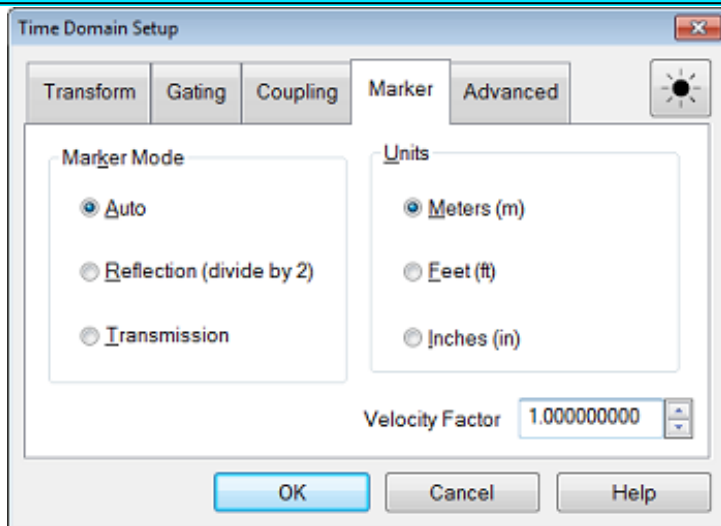 Time Domain Setup
Transform Gating Coupling Marker Advanced
Marker Mode
Auto
Reflection (divide by 2)
Transmission
Units
Meters (m)
Feet (ft)
Inches (in)
Velocity Factor 1.000000000
OK Cancel Help